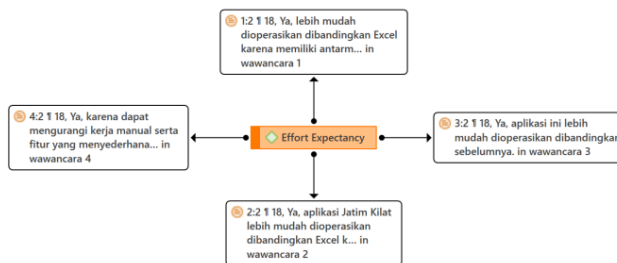 1:2 ¶ 18, Ya, lebih mudah
dioperasikan dibandingkan Excel
karena memiliki antarm... in
wawancara 1
4:2 ¶ 18, Ya, karena dapat
mengurangi kerja manual serta
fitur yang menyederhana... in
wawancara 4
Effort Expectancy
3:2 ¶ 18, Ya, aplikasi ini lebih
mudah dioperasikan dibandingkan
sebelumnya. in wawancara 3
2:2 ¶ 18, Ya, aplikasi Jatim Kilat
lebih mudah dioperasikan
dibandingkan Excel k... in
wawancara 2